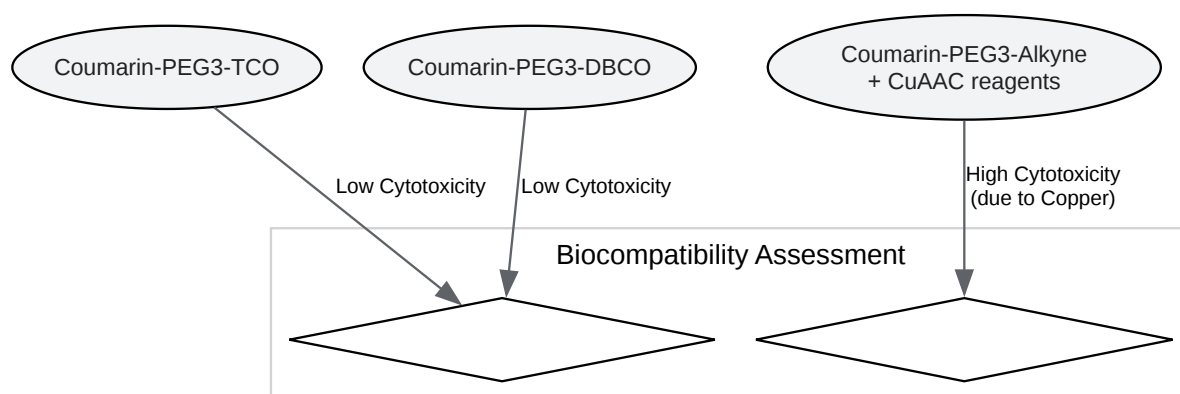 Coumarin-PEG3-TCO
Coumarin-PEG3-DBCO
Coumarin-PEG3-Alkyne
+ CuAAC reagents
Low Cytotoxicity
Low Cytotoxicity
High Cytotoxicity
(due to Copper)
Biocompatibility Assessment